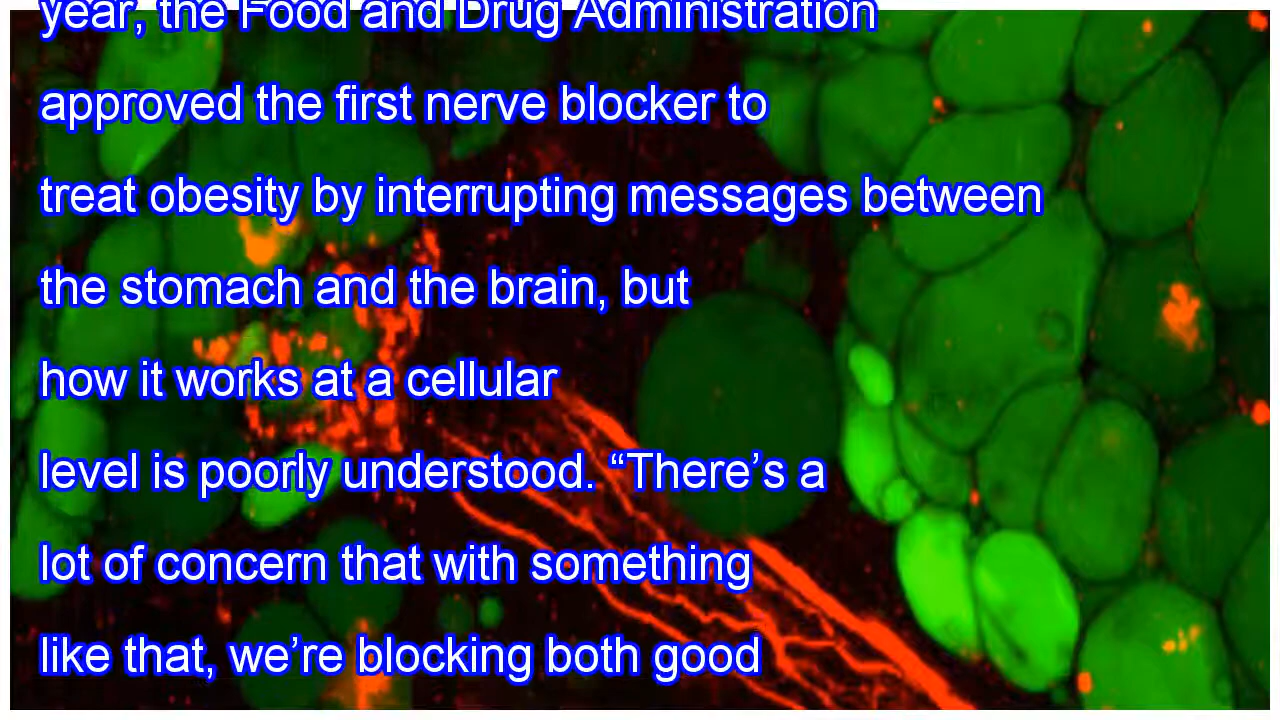 year, the Food and Drug Administration
approved the first nerve blocker to
treat obesity by interrupting messages between
the stomach and the brain, but
how it works at a cellular
level is poorly understood. “There’s a
lot of concern that with something
like that, we’re blocking both good